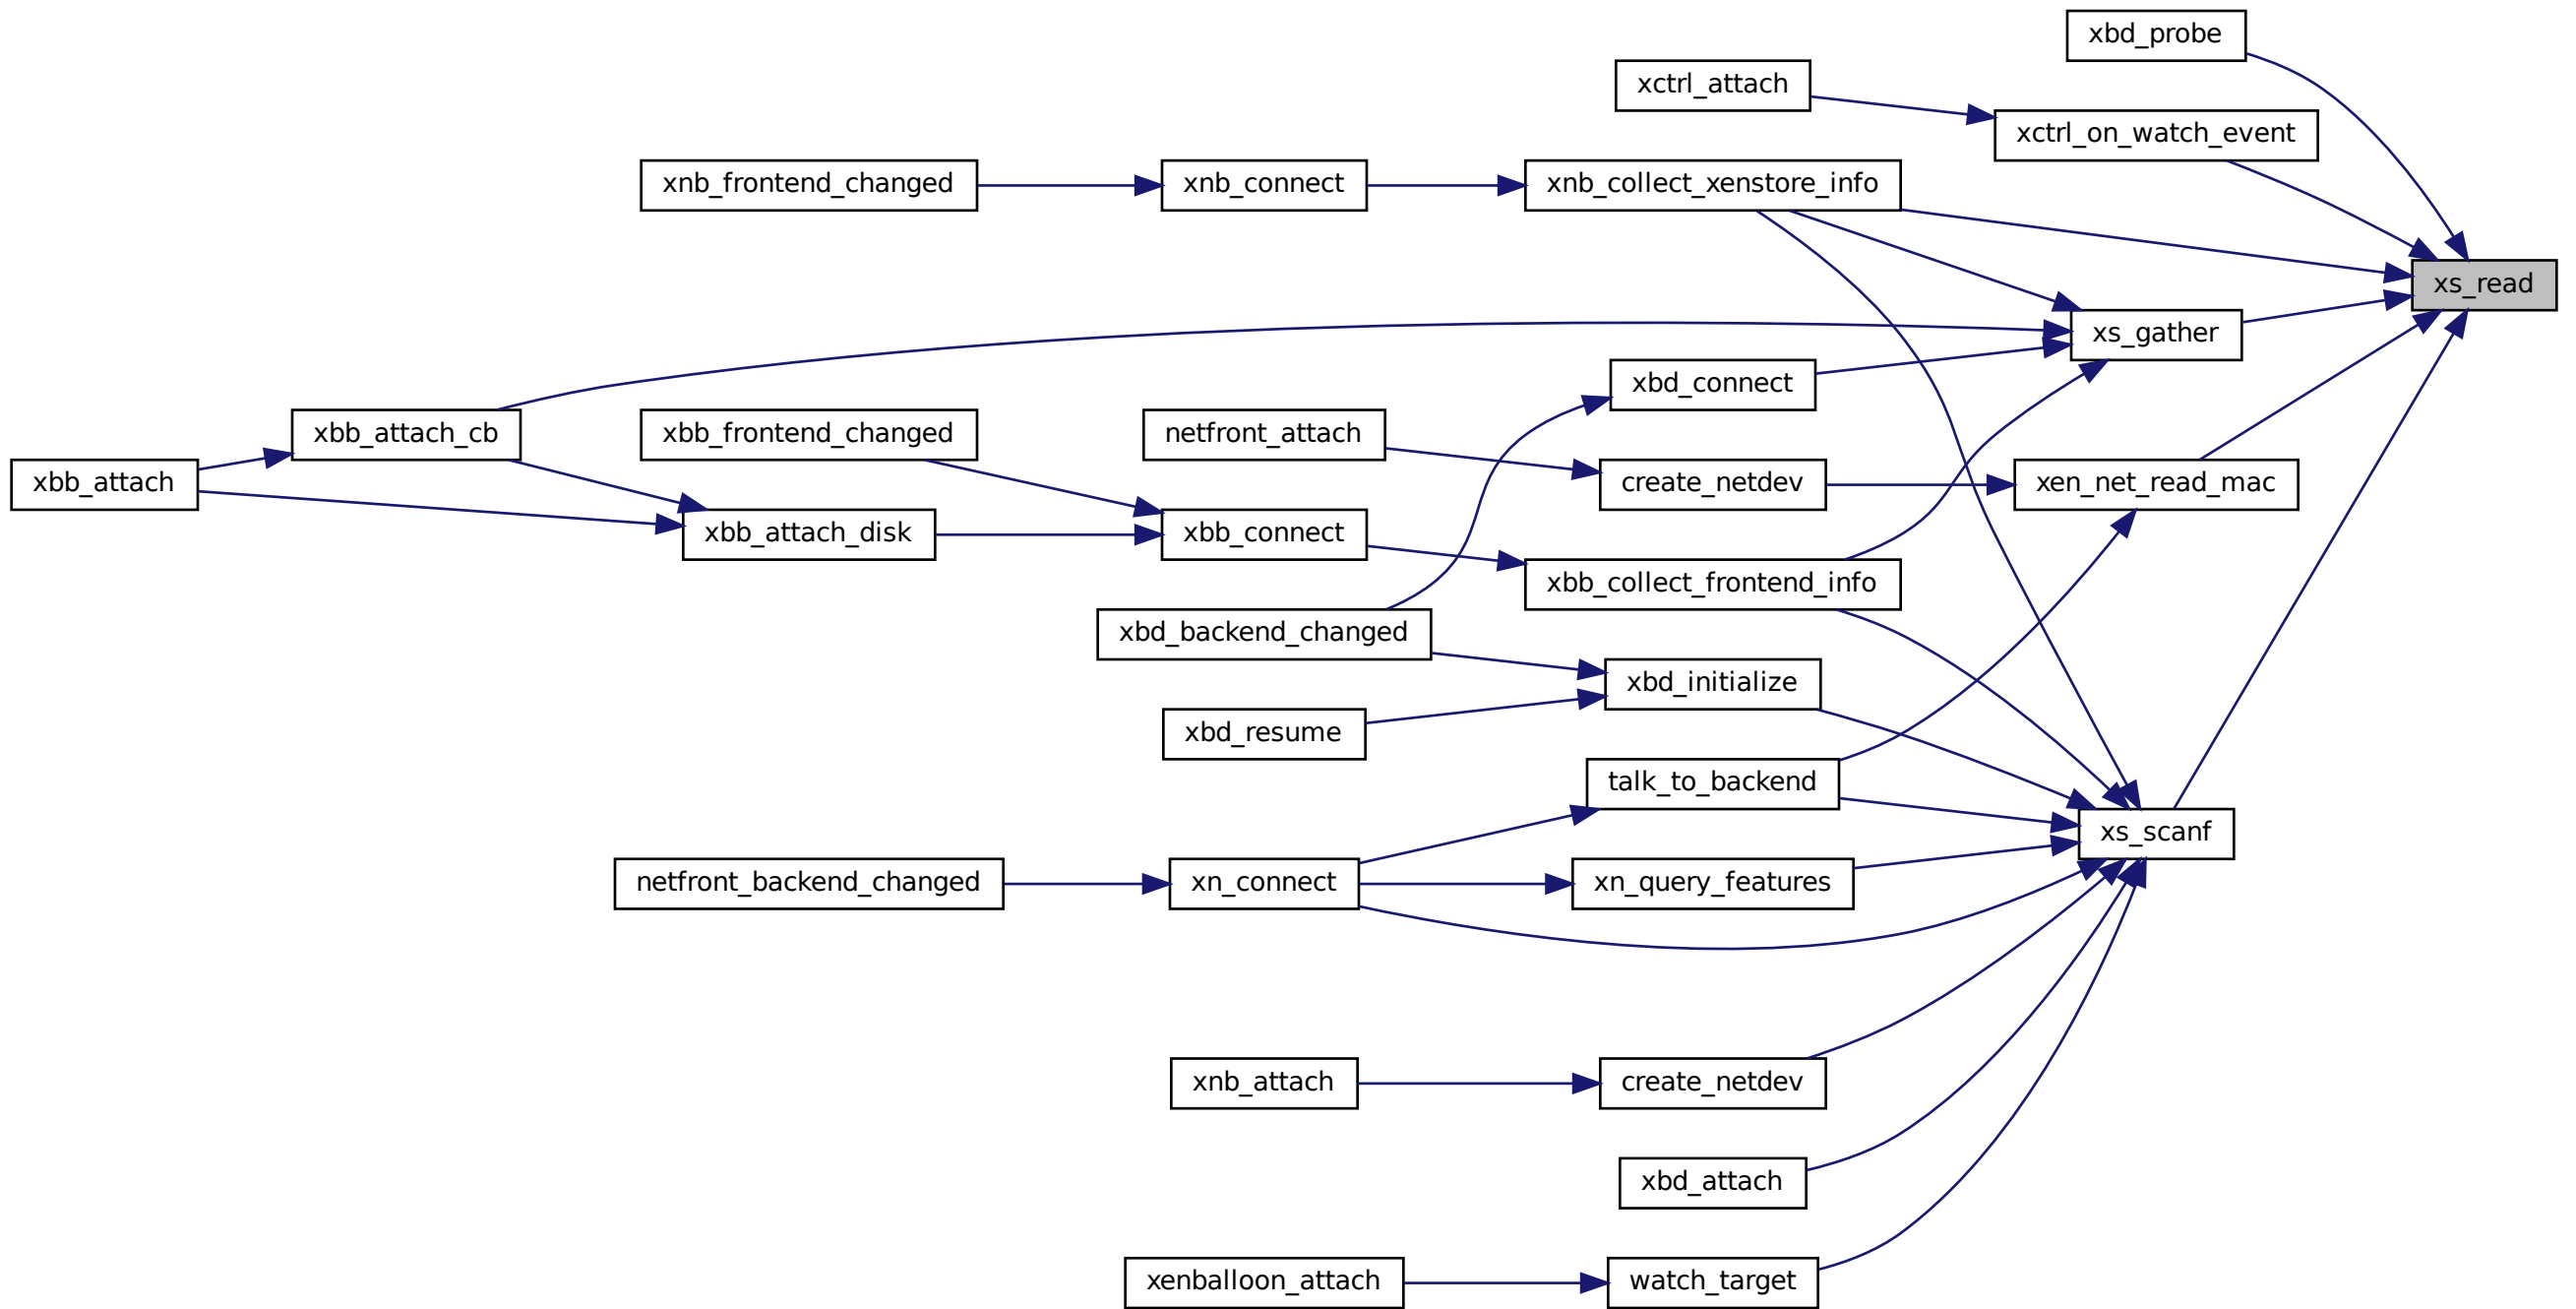 xbd_probe
xctrl_attach
xctrl_on_watch_event
xnb_frontend_changed
xnb_connect
xnb_collect_xenstore_info
xs_read
xs_gather
xbd_connect
xbb_attach_cb
xbb_frontend_changed
netfront_attach
xbb_attach
create_netdev
xen_net_read_mac
xbb_attach_disk
xbb_connect
xbb_collect_frontend_info
xbd_backend_changed
xbd_initialize
xbd_resume
talk_to_backend
xs_scanf
netfront_backend_changed
xn_connect
xn_query_features
xnb_attach
create_netdev
xbd_attach
xenballoon_attach
watch_target